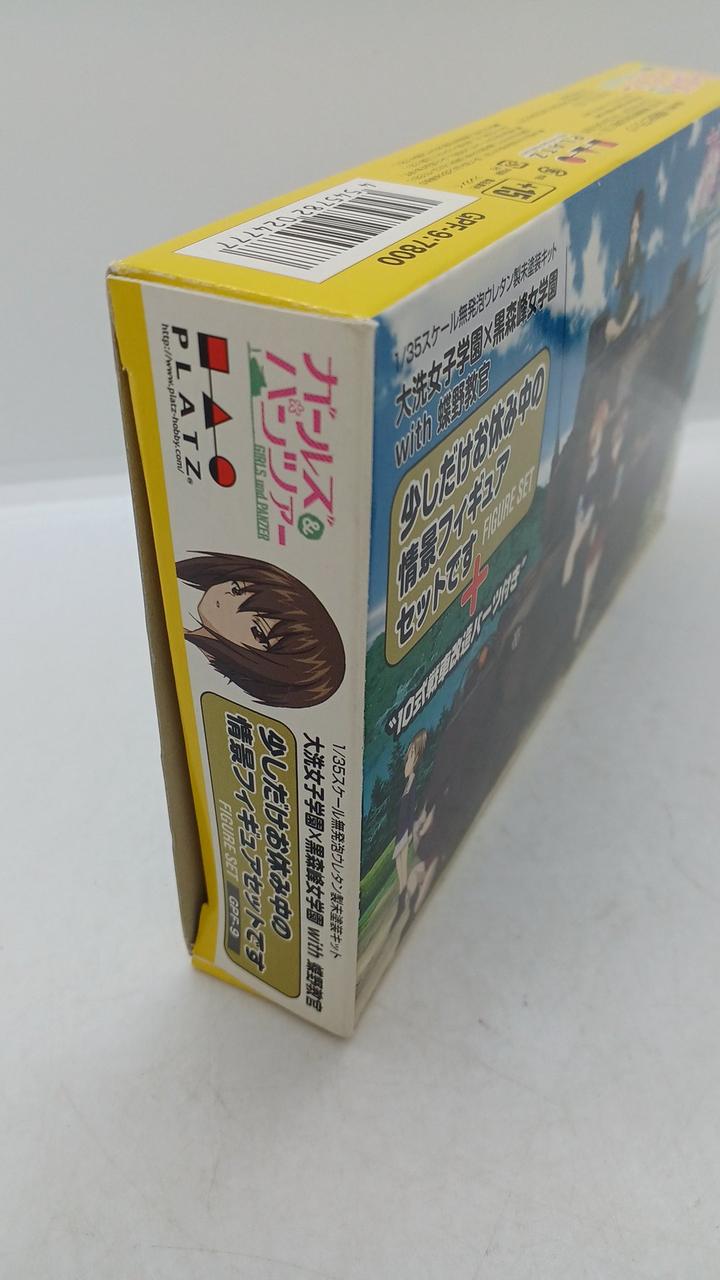 4 545782 024777
GPF-9:7800
+15
PLATZ
1/35スケール無発泡ウレタン製未塗装キット
大洗女子学園×黒森峰女学園
with 蝶野教官
少しだけお休み中の
情景フィギュア
セットです FIGURE SET
+
"10式戦車改造パーツ付き"
PLATZ®
http://www.platz-hobby.com/
ガールズ
&
パンツァー
GIRLS und PANZER
1/35スケール無発泡ウレタン製未塗装キット
大洗女子学園×黒森峰女学園 with 蝶野教官
少しだけお休み中の
情景フィギュアセットです
FIGURE SET GPF-9